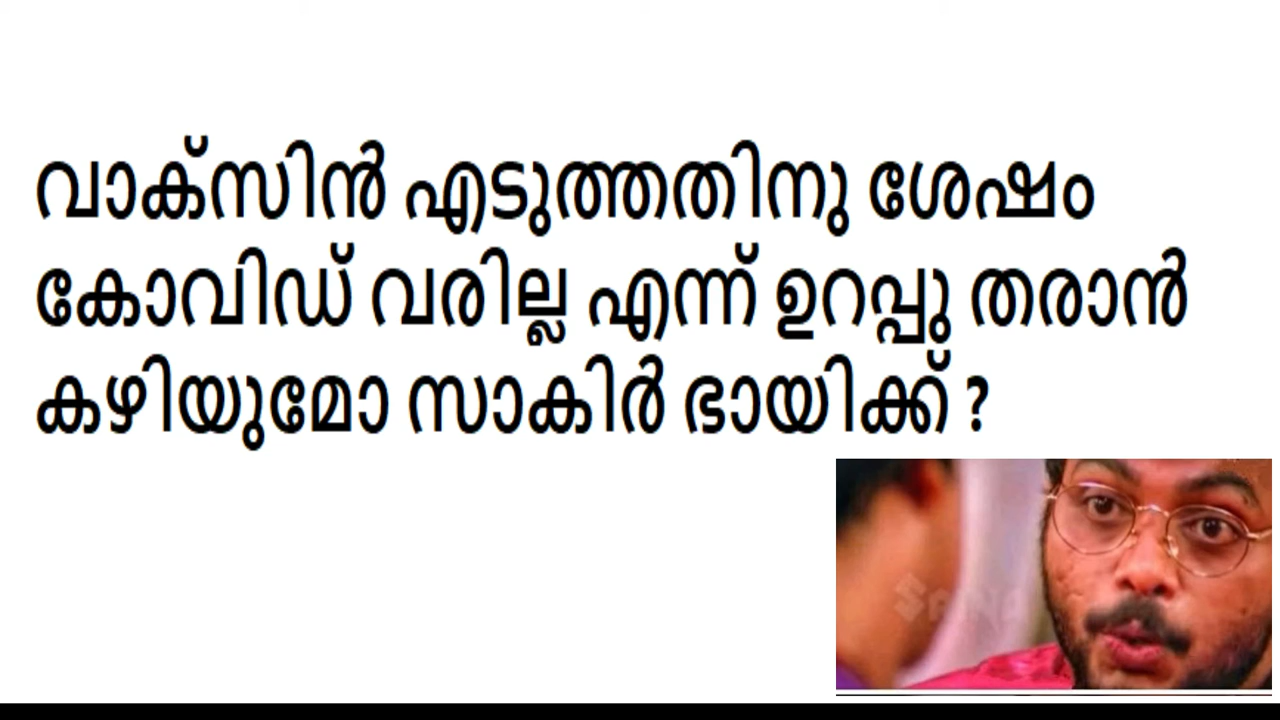 വാക്സിൻ എടുത്തതിനു ശേഷം
കോവിഡ് വരില്ല എന്ന് ഉറപ്പു തരാൻ
കഴിയുമോ സാകിർ ഭായിക്ക് ?